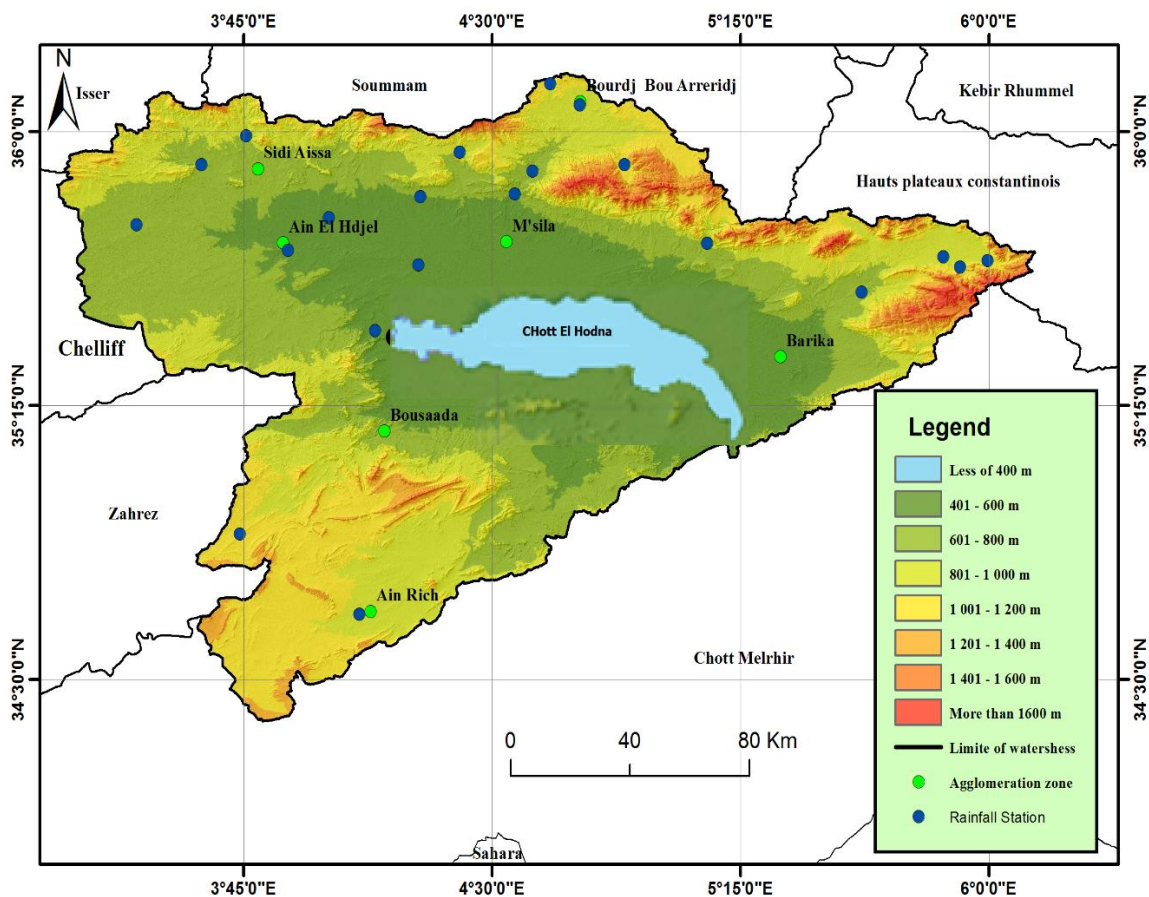 3°45'0"E 4°30'0"E 5°15'0"E 6°0'0"E
N
Isser
Soummam
Bourdj Bou Arreridj
Kebir Rhummel
36°0'0"N
36°0'0"N
Sidi Aissa
Hauts plateaux constantinois
Ain El Hdjel
M'sila
CHott El Hodna
Chelliff
Barika
35°15'0"N
35°15'0"N
Bousaada
Legend
Less of 400 m
401 - 600 m
601 - 800 m
801 - 1 000 m
1 001 - 1 200 m
1 201 - 1 400 m
1 401 - 1 600 m
More than 1600 m
Limite of watershess
Agglomeration zone
Rainfall Station
Zahrez
Ain Rich
Chott Melrhir
34°30'0"N
34°30'0"N
0 40 80 Km
Sahara
3°45'0"E 4°30'0"E 5°15'0"E 6°0'0"E